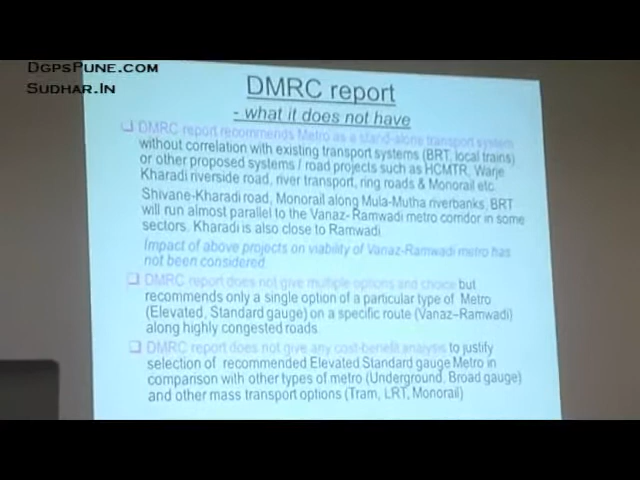 DgpsPune.com
Sudhar.In
DMRC report
- what it does not have
DMRC report recommends Metro as a stand-alone transport system
without correlation with existing transport systems (BRT, local trains)
or other proposed systems / road projects such as HCMTR, Warje
Kharadi riverside road, river transport, ring roads & Monorail etc.
Shivane-Kharadi road, Monorail along Mula-Mutha riverbanks, BRT
will run almost parallel to the Vanaz- Ramwadi metro corridor in some
sectors. Kharadi is also close to Ramwadi
Impact of above projects on viability of Vanaz-Ramwadi metro has
not been considered.
DMRC report does not give multiple options and choice but
recommends only a single option of a particular type of Metro
(Elevated, Standard gauge) on a specific route (Vanaz–Ramwadi)
along highly congested roads
DMRC report does not give any cost-benefit analysis to justify
selection of recommended Elevated Standard gauge Metro in
comparison with other types of metro (Underground, Broad gauge)
and other mass transport options (Tram, LRT, Monorail)